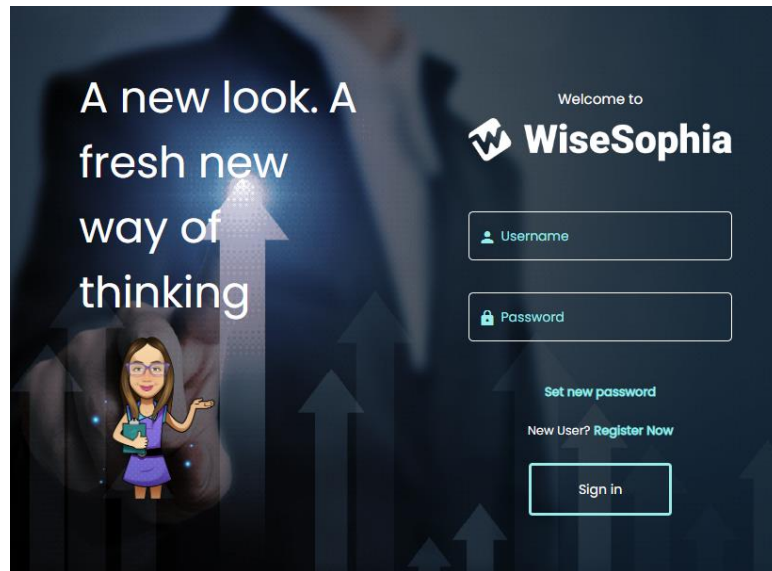 A new look. A
fresh new
way of
thinking
Welcome to
WiseSophia
Username
Password
Set new password
New User? Register Now
Sign in